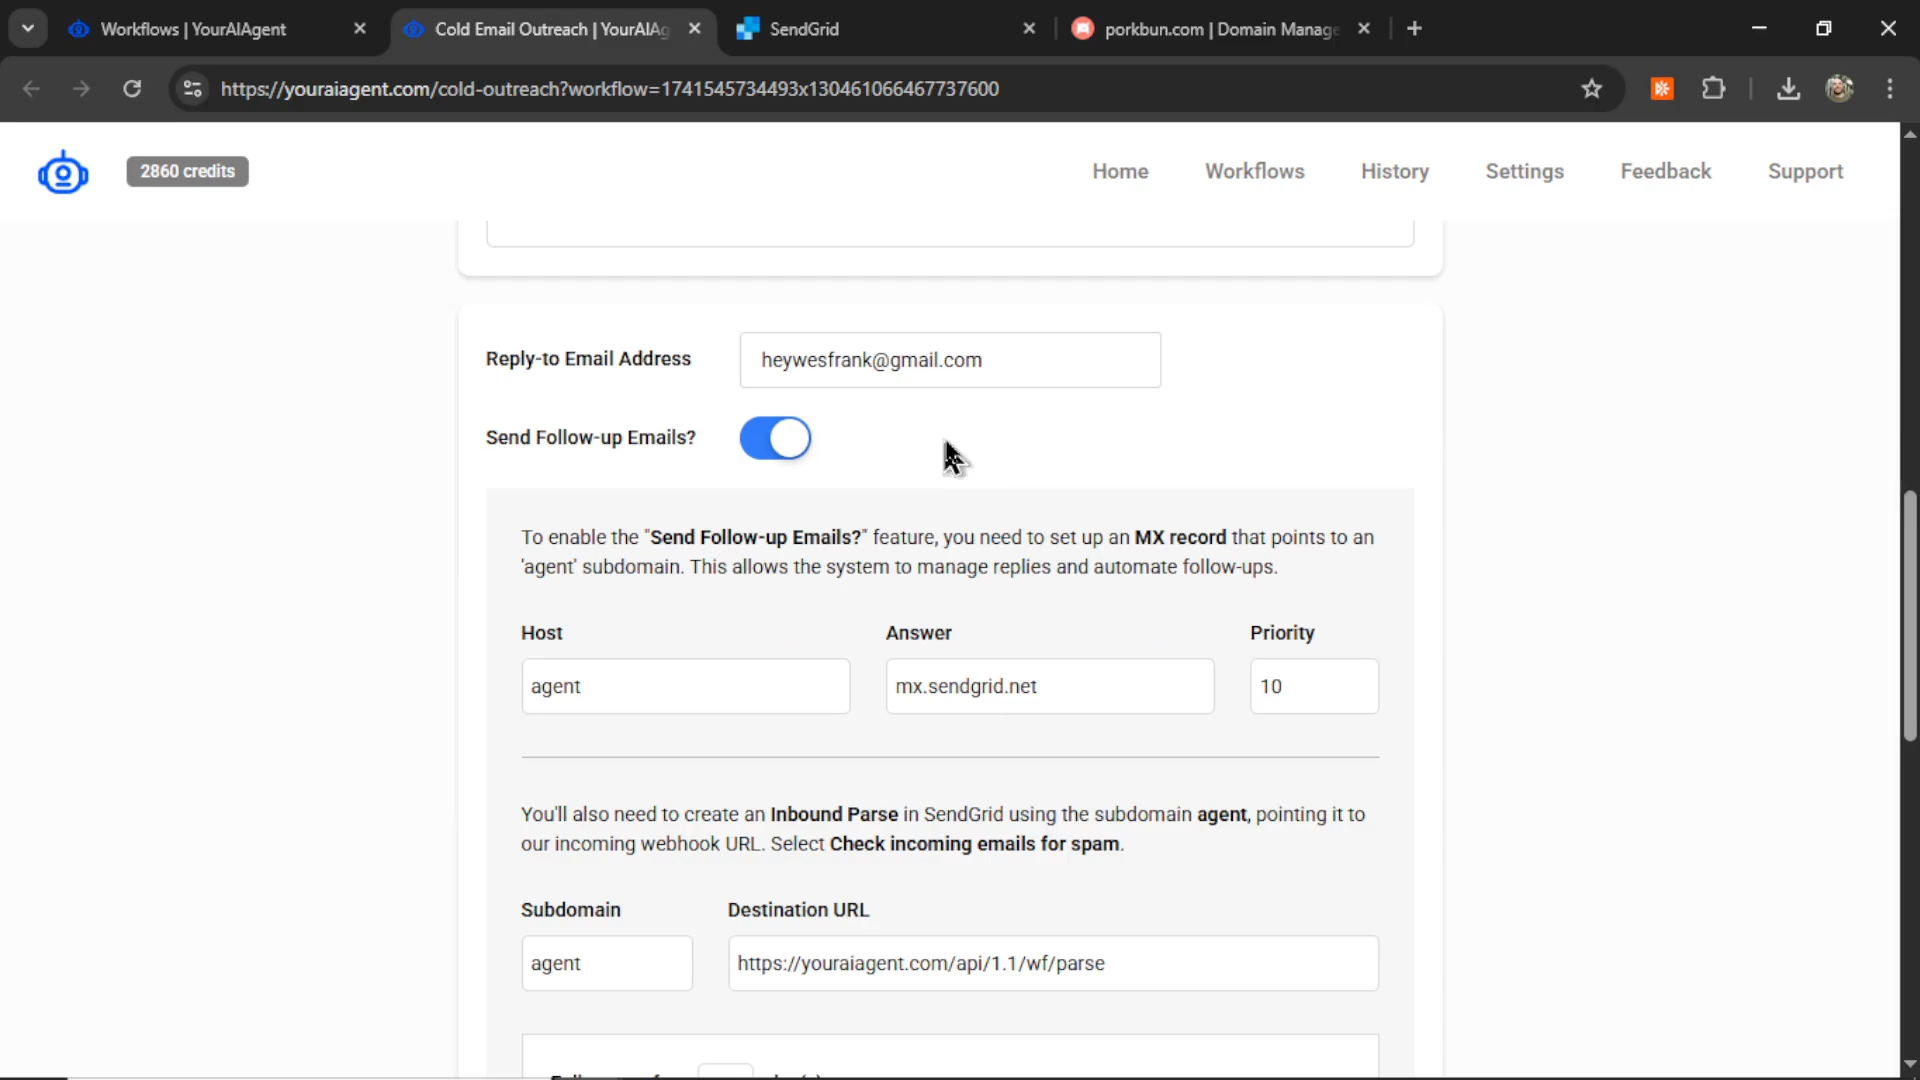 Workflows | YourAIAgent
Cold Email Outreach | YourAIAg
SendGrid
porkbun.com | Domain Manage
https://youraiagent.com/cold-outreach?workflow=1741545734493x130461066467737600
2860 credits
Home
Workflows
History
Settings
Feedback
Support
Reply-to Email Address
heywesfrank@gmail.com
Send Follow-up Emails?
To enable the "Send Follow-up Emails?" feature, you need to set up an MX record that points to an
'agent' subdomain. This allows the system to manage replies and automate follow-ups.
Host
Answer
Priority
agent
mx.sendgrid.net
10
You'll also need to create an Inbound Parse in SendGrid using the subdomain agent, pointing it to
our incoming webhook URL. Select Check incoming emails for spam.
Subdomain
Destination URL
agent
https://youraiagent.com/api/1.1/wf/parse